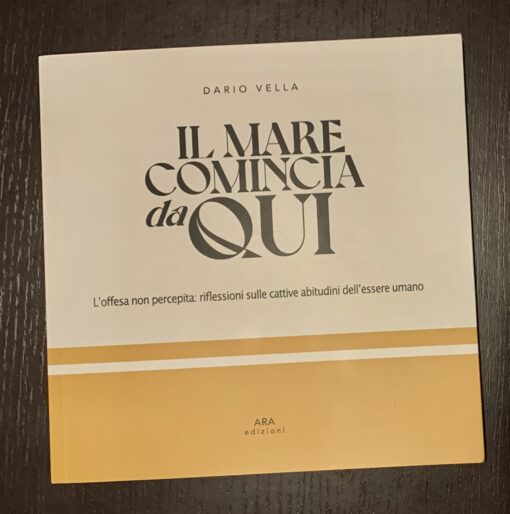 DARIO VELLA
IL MARE
COMINCIA
da QUI
L'offesa non percepita: riflessioni sulle cattive abitudini dell'essere umano
ARA
edizioni